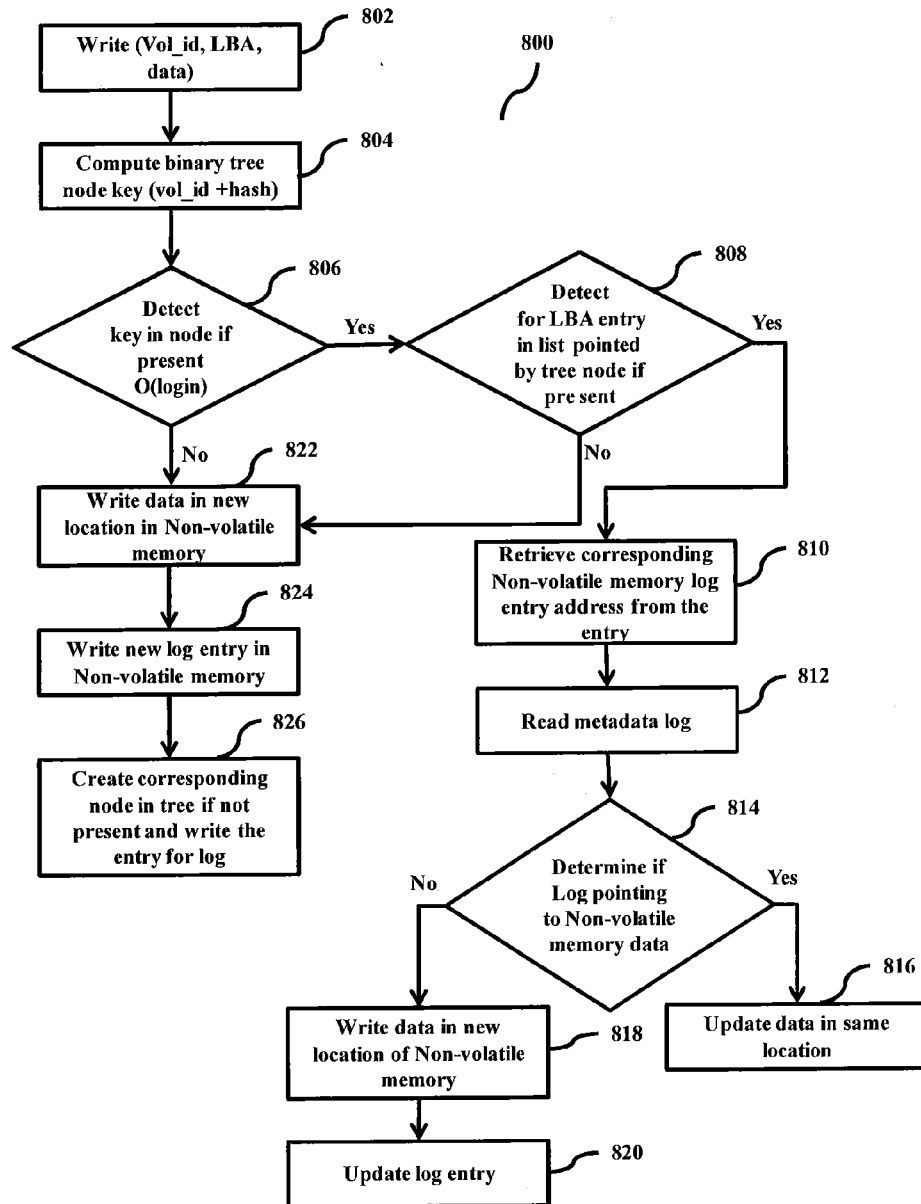 802
Write (Vol_id, LBA,
data)
800
804
Compute binary tree
node key (vol_id +hash)
806
Detect
key in node if
present
O(login)
Yes
No
808
Detect
for LBA entry
in list pointed
by tree node if
pre sent
Yes
No
822
Write data in new
location in Non-volatile
memory
810
Retrieve corresponding
Non-volatile memory log
entry address from the
entry
824
Write new log entry in
Non-volatile memory
812
Read metadata log
826
Create corresponding
node in tree if not
present and write the
entry for log
814
Determine if
Log pointing
to Non-volatile
memory data
No
Yes
816
Update data in same
location
818
Write data in new
location of Non-volatile
memory
820
Update log entry